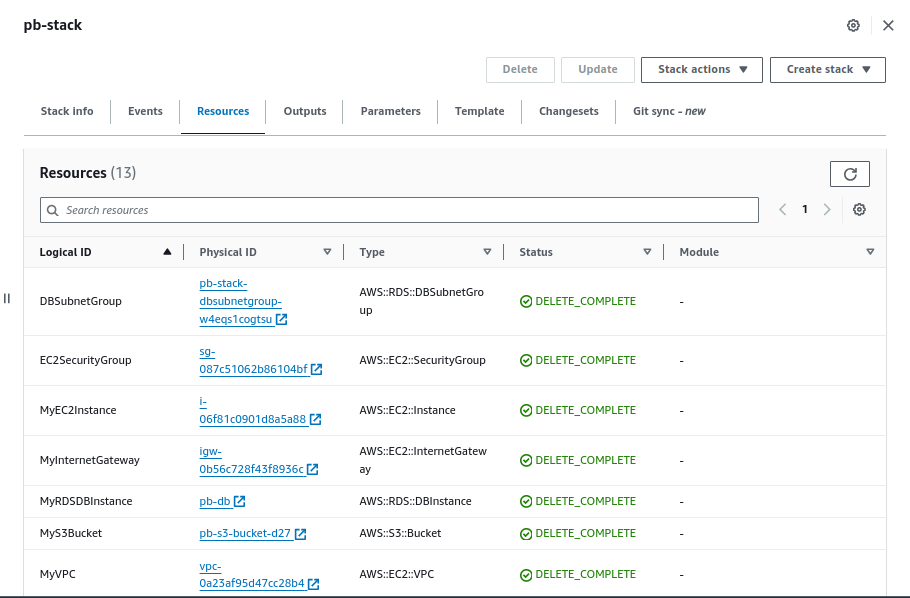 pb-stack
Delete Update Stack actions Create stack
Stack info Events Resources Outputs Parameters Template Changesets Git sync - new
Resources (13)
Search resources
1
Logical ID Physical ID Type Status Module
DBSubnetGroup
pb-stack-
dbsubnetgroup-
w4eqs1cogtsu
AWS::RDS::DBSubnetGro
up
DELETE_COMPLETE
-
EC2SecurityGroup
sg-
087c51062b86104bf
AWS::EC2::SecurityGroup
DELETE_COMPLETE
-
MyEC2Instance
i-
06f81c0901d8a5a88
AWS::EC2::Instance
DELETE_COMPLETE
-
MyInternetGateway
igw-
0b56c728f43f8936c
AWS::EC2::InternetGatew
ay
DELETE_COMPLETE
-
MyRDSDBInstance
pb-db
AWS::RDS::DBInstance
DELETE_COMPLETE
-
MyS3Bucket
pb-s3-bucket-d27
AWS::S3::Bucket
DELETE_COMPLETE
-
MyVPC
vpc-
0a23af95d47cc28b4
AWS::EC2::VPC
DELETE_COMPLETE
-